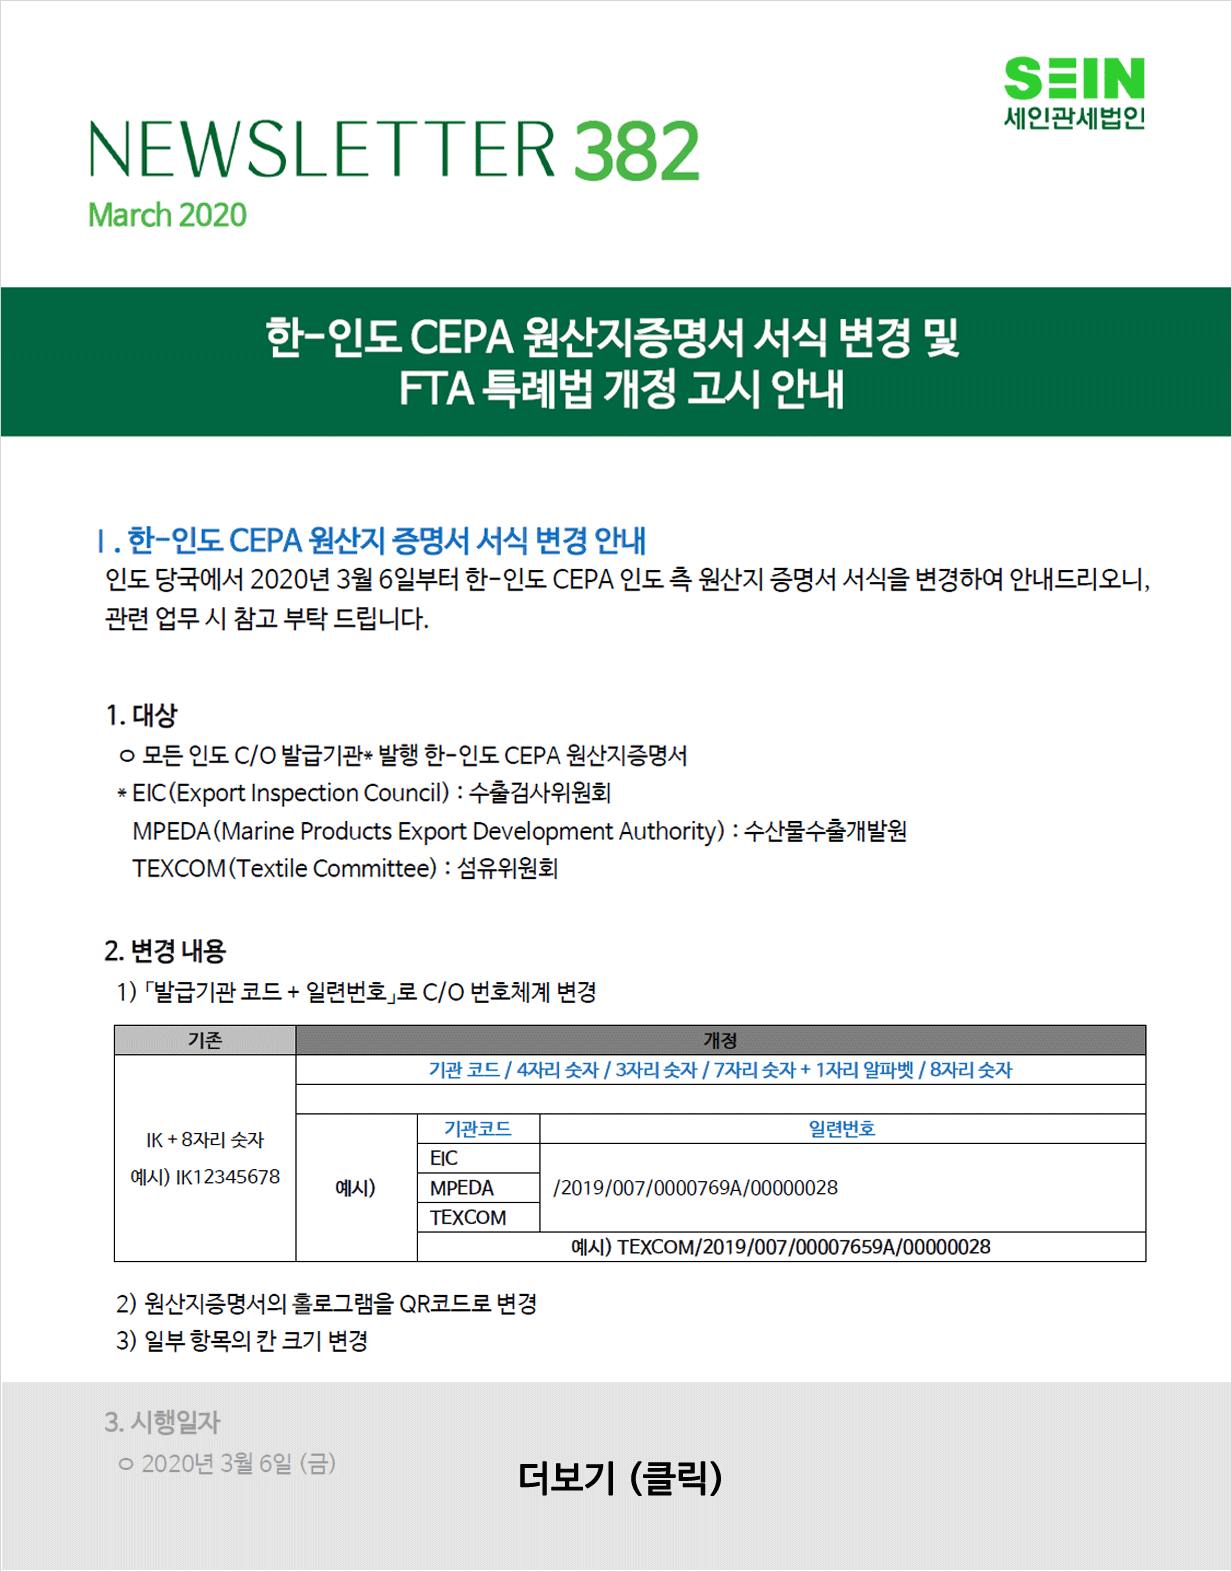 SEIN
세인관세법인
NEWSLETTER 382
March 2020
한-인도 CEPA 원산지증명서 서식 변경 및
FTA 특례법 개정 고시 안내
Ⅰ. 한-인도 CEPA 원산지 증명서 서식 변경 안내
인도 당국에서 2020년 3월 6일부터 한-인도 CEPA 인도 측 원산지 증명서 서식을 변경하여 안내드리오니,
관련 업무 시 참고 부탁 드립니다.
1. 대상
ㅇ 모든 인도 C/O 발급기관* 발행 한-인도 CEPA 원산지증명서
* EIC(Export Inspection Council) : 수출검사위원회
MPEDA(Marine Products Export Development Authority) : 수산물수출개발원
TEXCOM(Textile Committee) : 섬유위원회
2. 변경 내용
1) 「발급기관 코드 + 일련번호」로 C/O 번호체계 변경
기존 개정
기관 코드 / 4자리 숫자 / 3자리 숫자 / 7자리 숫자 + 1자리 알파벳 / 8자리 숫자
IK + 8자리 숫자
예시) IK12345678
예시)
기관코드 일련번호
EIC
MPEDA /2019/007/0000769A/00000028
TEXCOM
예시) TEXCOM/2019/007/00007659A/00000028
2) 원산지증명서의 홀로그램을 QR코드로 변경
3) 일부 항목의 칸 크기 변경
3. 시행일자
ㅇ 2020년 3월 6일 (금)
더보기 (클릭)